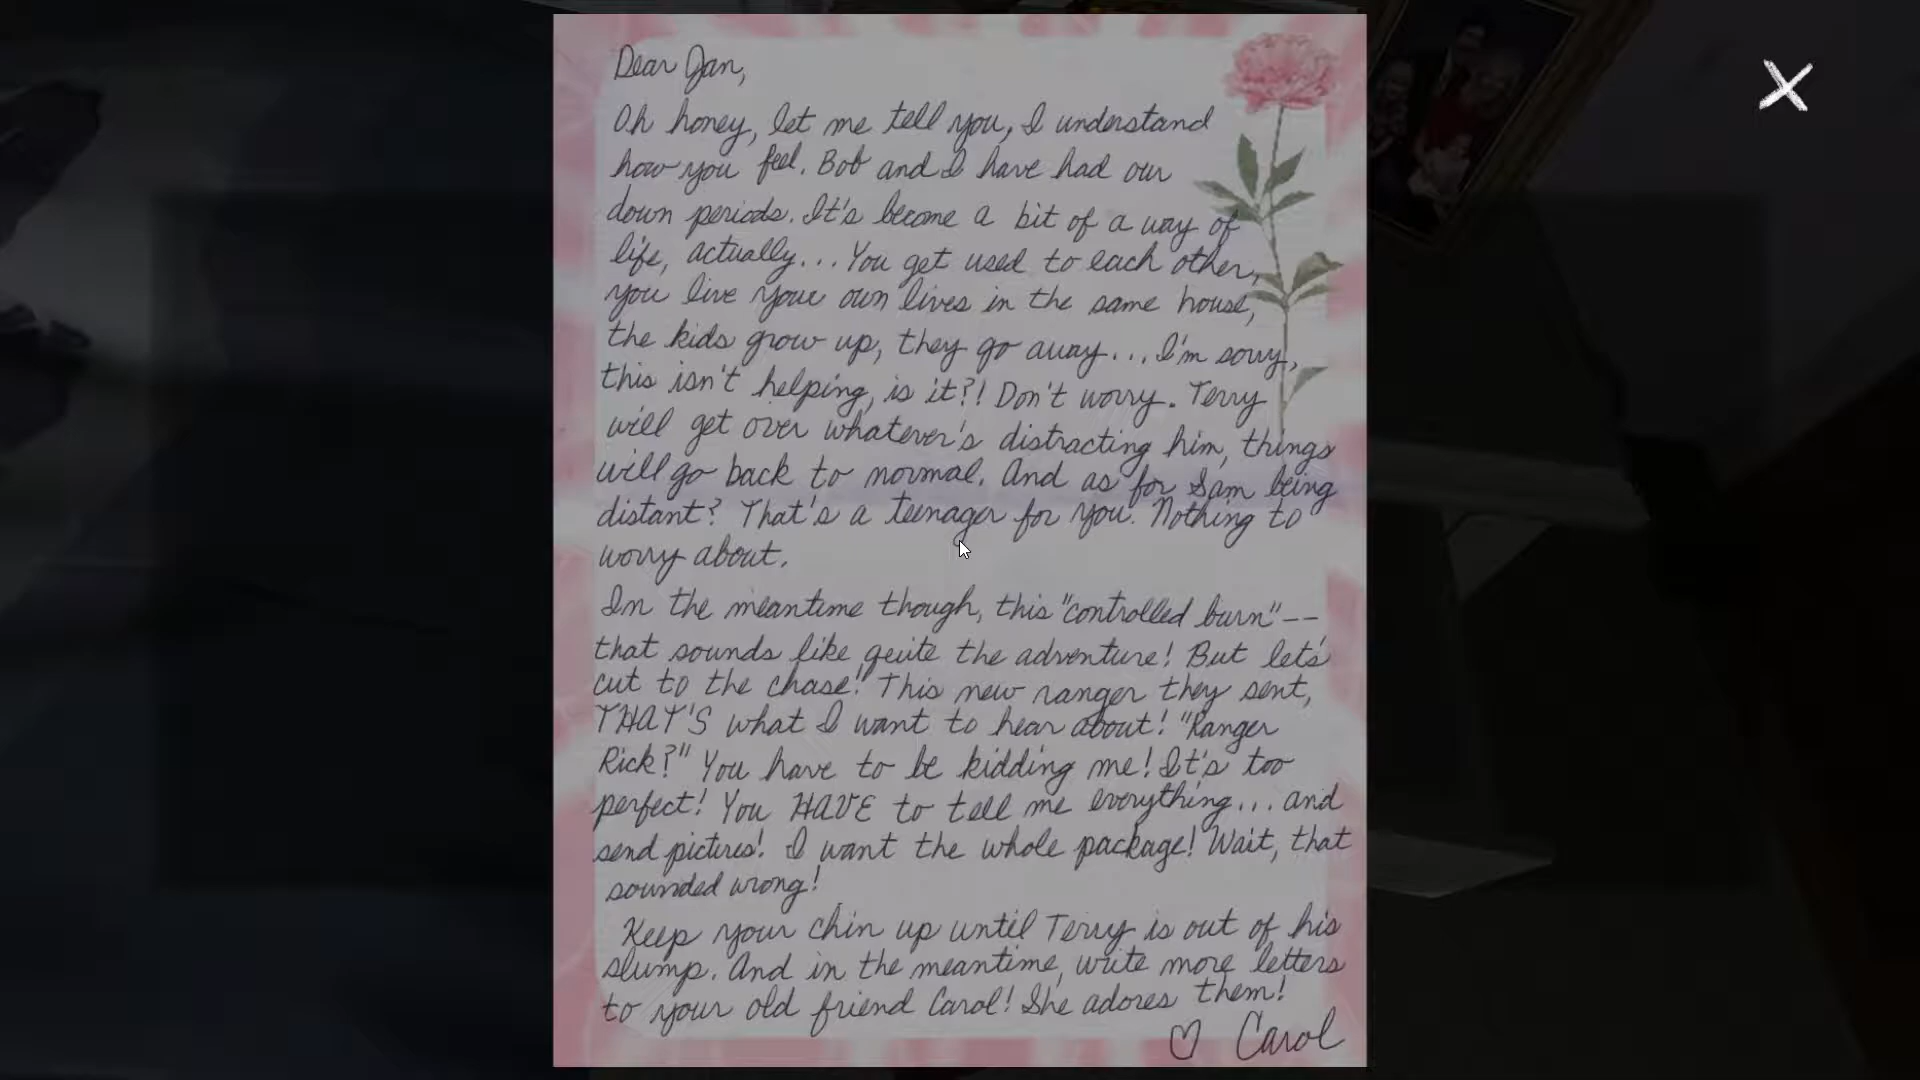 Dear Jan,
Oh honey, let me tell you, I understand
how you feel. Bob and I have had our
down periods. It's become a bit of a way of
life, actually... You get used to each other,
you live your own lives in the same house,
the kids grow up, they go away... I'm sorry,
this isn't helping, is it?! Don't worry. Terry
will get over whatever's distracting him, things
will go back to normal. And as for Sam being
distant? That's a teenager for you. Nothing to
worry about.
In the meantime though, this "controlled burn"--
that sounds like quite the adventure! But let's
cut to the chase! This new ranger they sent,
THAT'S what I want to hear about! "Ranger
Rick?" You have to be kidding me! It's too
perfect! You HAVE to tell me everything... and
send pictures! I want the whole package! Wait, that
sounded wrong!
Keep your chin up until Terry is out of his
slump. And in the meantime, write more letters
to your old friend Carol! She adores them!
♡ Carol